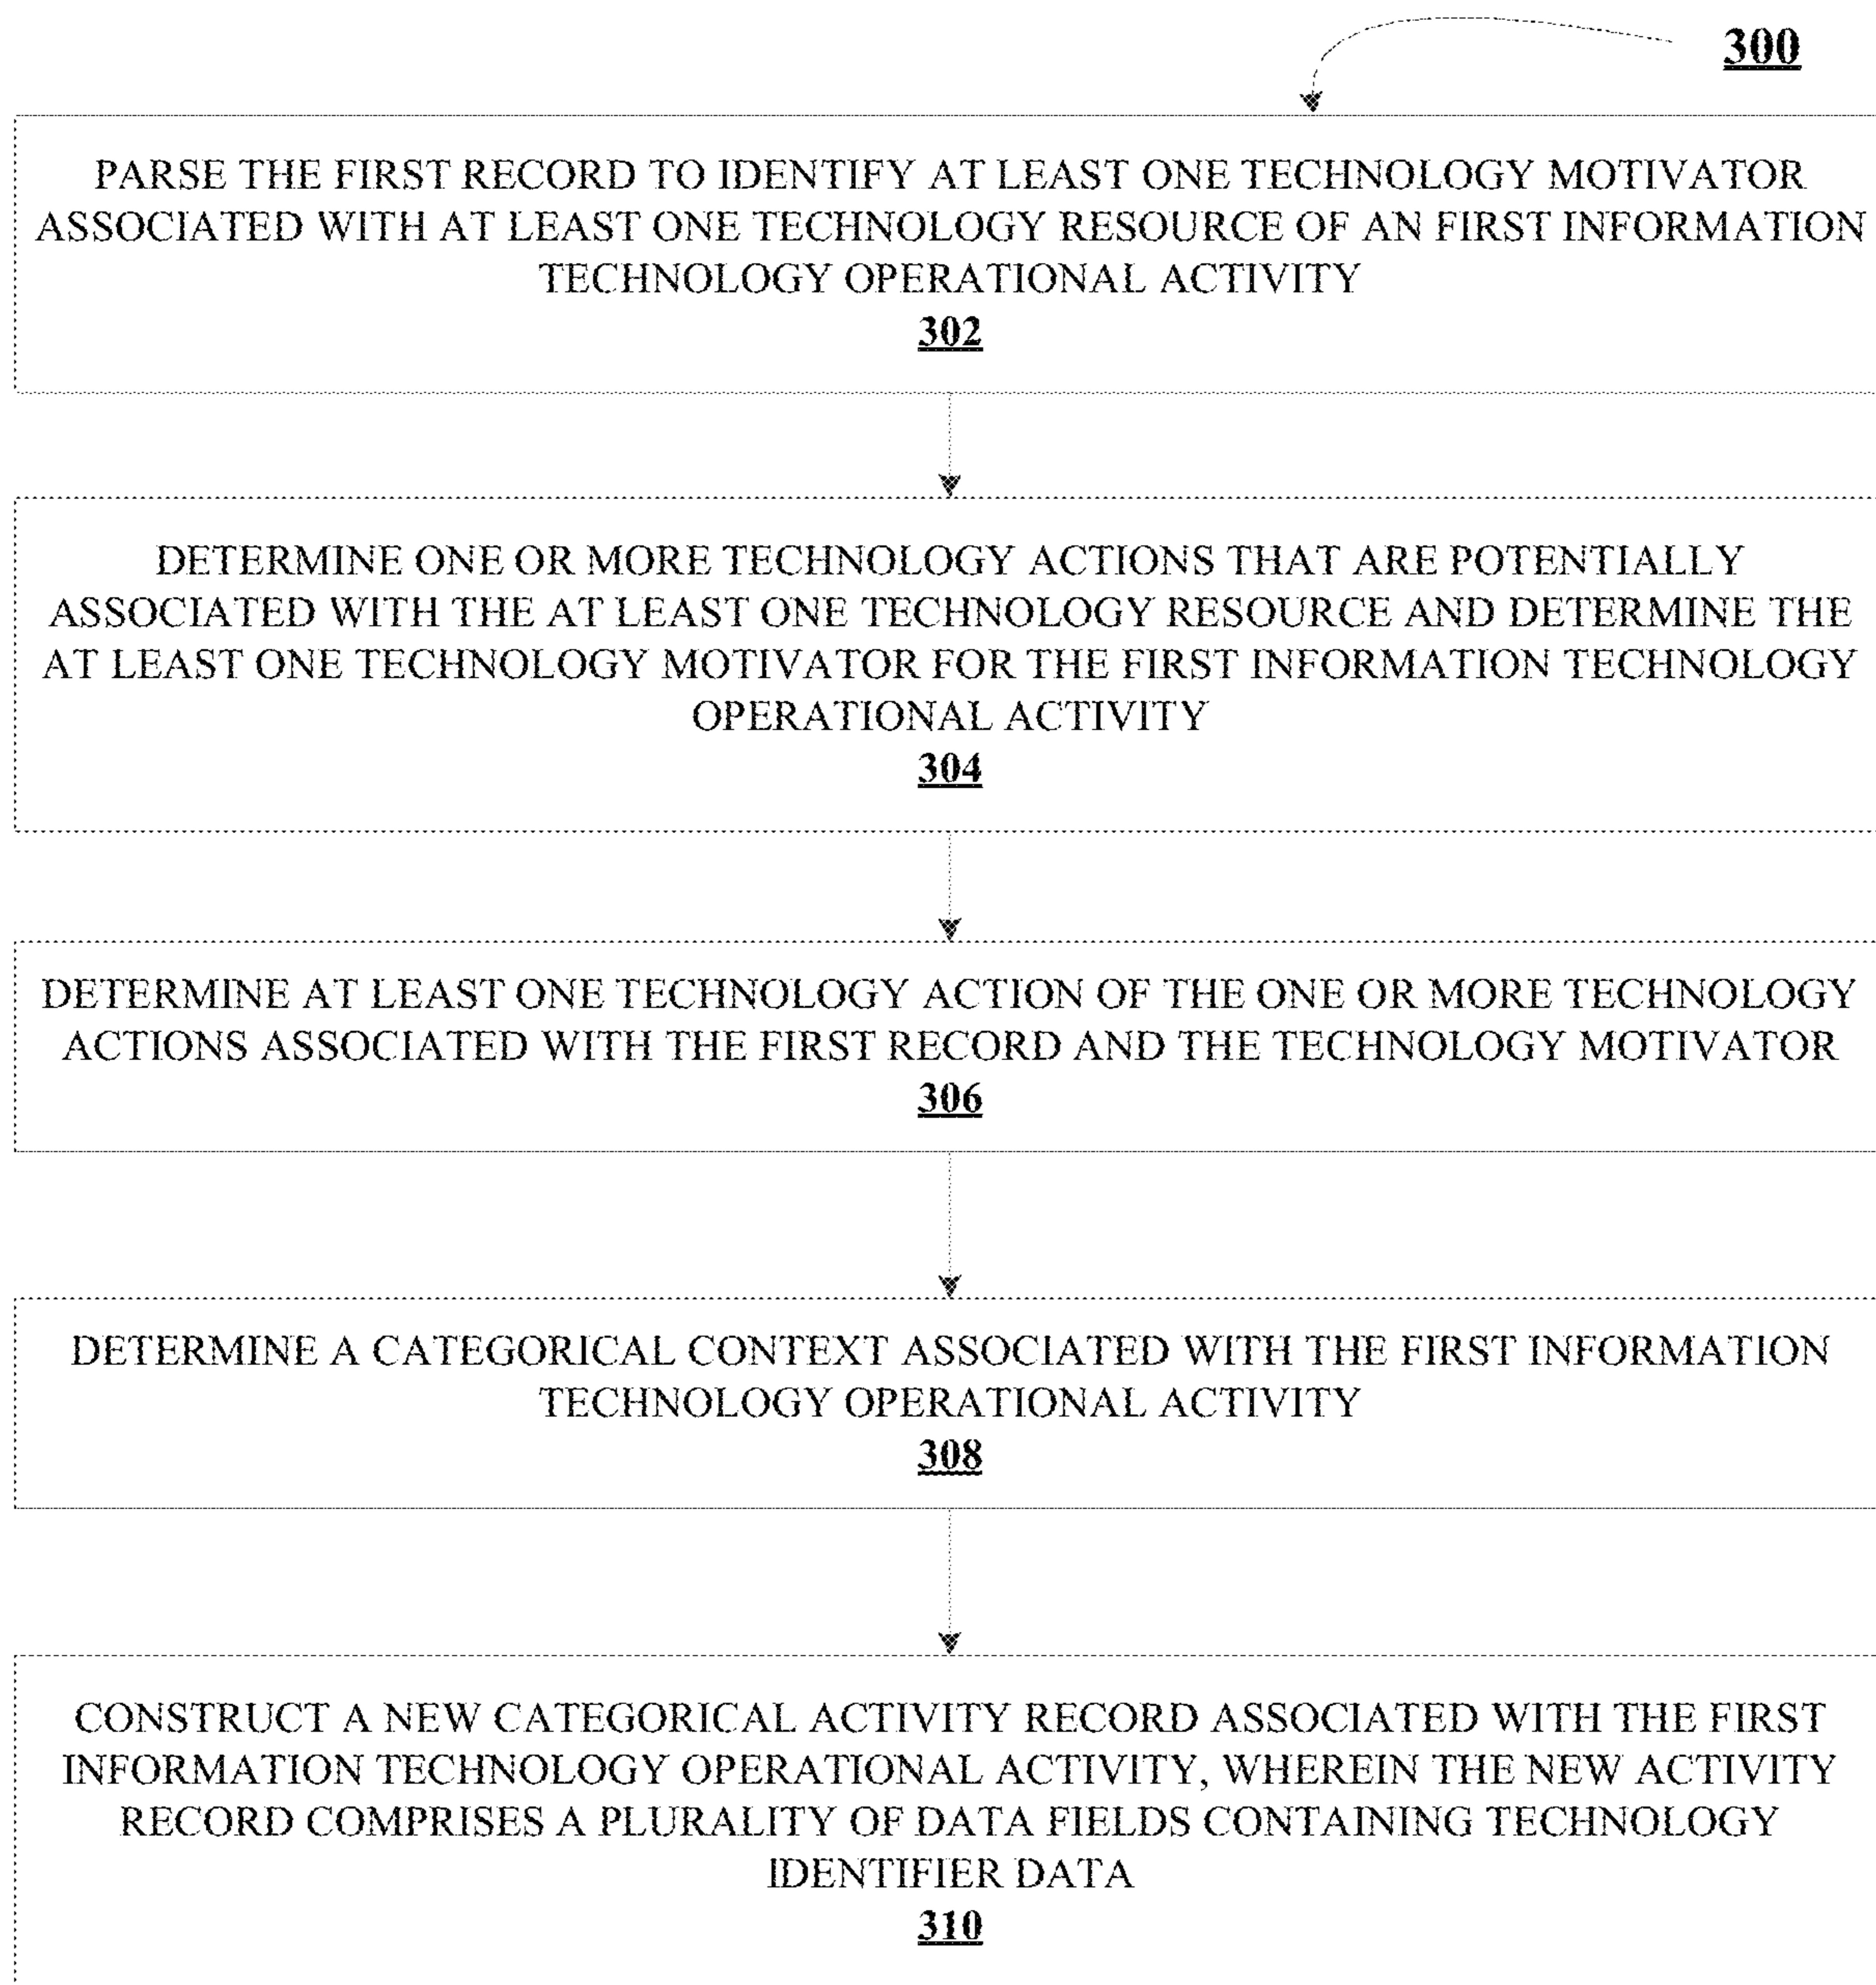 300
PARSE THE FIRST RECORD TO IDENTIFY AT LEAST ONE TECHNOLOGY MOTIVATOR
ASSOCIATED WITH AT LEAST ONE TECHNOLOGY RESOURCE OF AN FIRST INFORMATION
TECHNOLOGY OPERATIONAL ACTIVITY
302
DETERMINE ONE OR MORE TECHNOLOGY ACTIONS THAT ARE POTENTIALLY
ASSOCIATED WITH THE AT LEAST ONE TECHNOLOGY RESOURCE AND DETERMINE THE
AT LEAST ONE TECHNOLOGY MOTIVATOR FOR THE FIRST INFORMATION TECHNOLOGY
OPERATIONAL ACTIVITY
304
DETERMINE AT LEAST ONE TECHNOLOGY ACTION OF THE ONE OR MORE TECHNOLOGY
ACTIONS ASSOCIATED WITH THE FIRST RECORD AND THE TECHNOLOGY MOTIVATOR
306
DETERMINE A CATEGORICAL CONTEXT ASSOCIATED WITH THE FIRST INFORMATION
TECHNOLOGY OPERATIONAL ACTIVITY
308
CONSTRUCT A NEW CATEGORICAL ACTIVITY RECORD ASSOCIATED WITH THE FIRST
INFORMATION TECHNOLOGY OPERATIONAL ACTIVITY, WHEREIN THE NEW ACTIVITY
RECORD COMPRISES A PLURALITY OF DATA FIELDS CONTAINING TECHNOLOGY
IDENTIFIER DATA
310